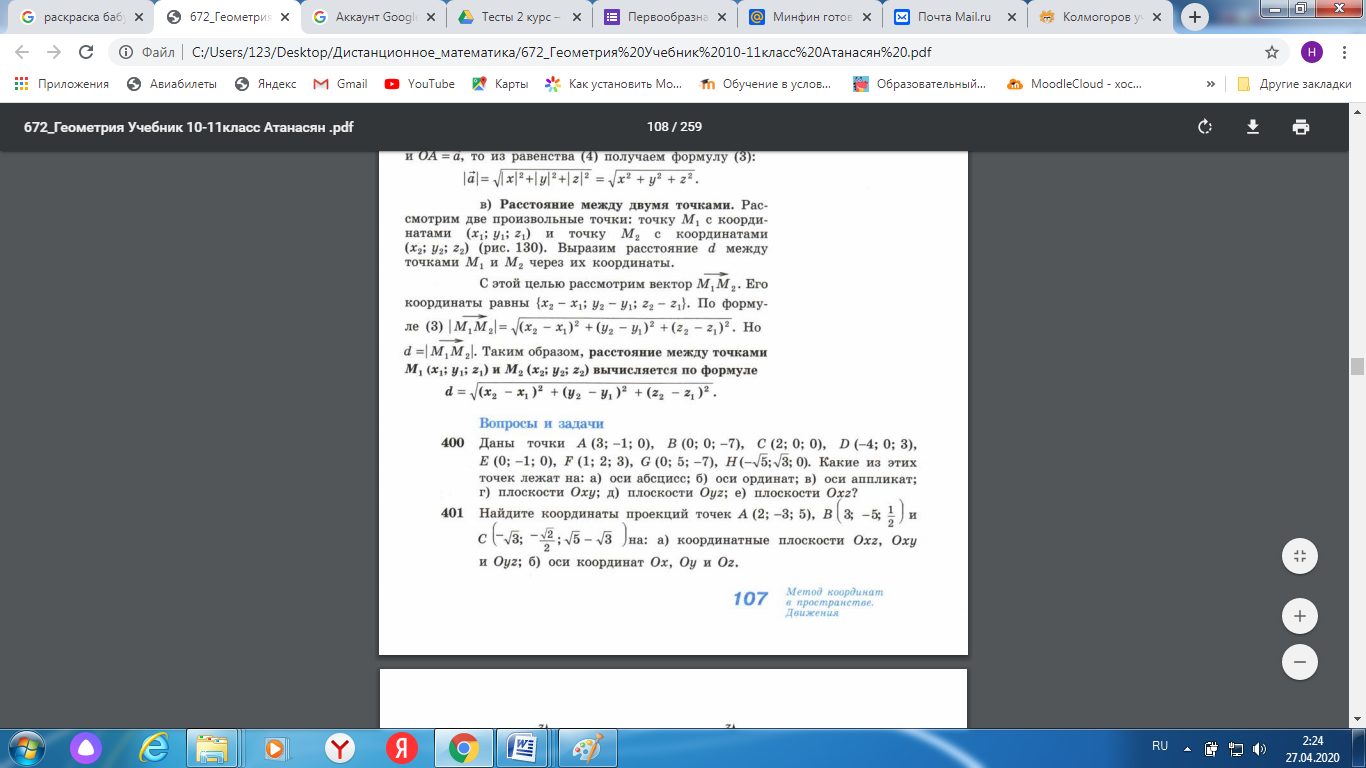 раскраска баб
672_Геометрия
Аккаунт Googl
Тесты 2 курс –
Первообразна
Минфин готов
Почта Mail.ru
Колмогоров у
Файл
C:/Users/123/Desktop/Дистанционное_математика/672_Геометрия%20Учебник%2010-11класс%20Атанасян%20.pdf
Н
Приложения
Авиабилеты
Яндекс
Gmail
YouTube
Карты
Как установить Мо...
Обучение в услов...
Образовательный...
MoodleCloud - хос...
»
Другие закладки
672_Геометрия Учебник 10-11класс Атанасян .pdf
108 / 259
и OA = a⃗, то из равенства (4) получаем формулу (3):
|a⃗| = √(|x|² + |y|² + |z|²) = √(x² + y² + z²).
в) Расстояние между двумя точками. Рас-
смотрим две произвольные точки: точку M₁ с коорди-
натами (x₁; y₁; z₁) и точку M₂ с координатами
(x₂; y₂; z₂) (рис. 130). Выразим расстояние d между
точками M₁ и M₂ через их координаты.
С этой целью рассмотрим вектор M₁M₂. Его
координаты равны {x₂ – x₁; y₂ – y₁; z₂ – z₁}. По форму-
ле (3) |M₁M₂| = √((x₂ – x₁)² + (y₂ – y₁)² + (z₂ – z₁)²). Но
d = |M₁M₂|. Таким образом, расстояние между точками
M₁ (x₁; y₁; z₁) и M₂ (x₂; y₂; z₂) вычисляется по формуле
d = √((x₂ – x₁)² + (y₂ – y₁)² + (z₂ – z₁)²).
Вопросы и задачи
400 Даны точки A (3; –1; 0), B (0; 0; –7), C (2; 0; 0), D (–4; 0; 3),
E (0; –1; 0), F (1; 2; 3), G (0; 5; –7), H (–√5; √3; 0). Какие из этих
точек лежат на: а) оси абсцисс; б) оси ординат; в) оси аппликат;
г) плоскости Oxy; д) плоскости Oyz; е) плоскости Oxz?
401 Найдите координаты проекций точек A (2; –3; 5), B (3; –5; 1/2) и
C (–√3; –√2/2; √5 – √3) на: а) координатные плоскости Oxz, Oxy
и Oyz; б) оси координат Ox, Oy и Oz.
107 Метод координат
в пространстве.
Движения
RU
2:24
27.04.2020